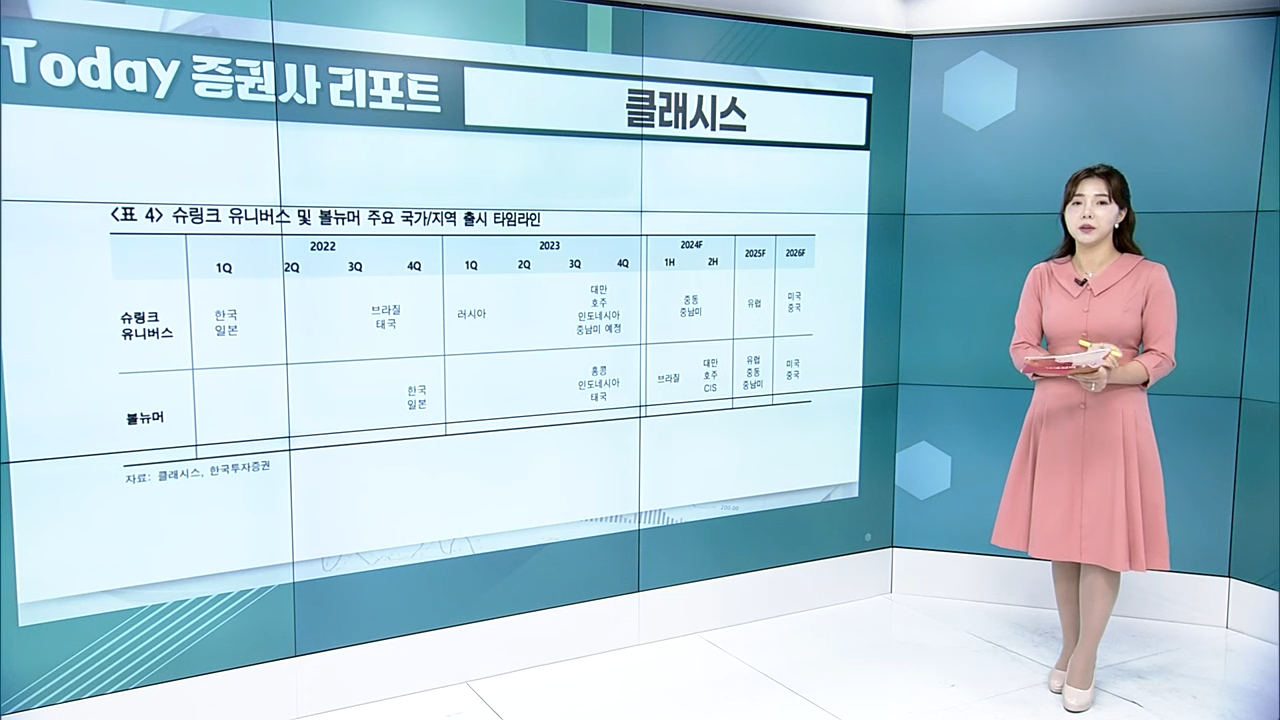 Today 증권사 리포트
클래시스
<표 4> 슈링크 유니버스 및 볼뉴머 주요 국가/지역 출시 타임라인
2022 2023 2024F 2025F 2026F
1Q 2Q 3Q 4Q 1Q 2Q 3Q 4Q 1H 2H
슈링크
유니버스
한국
일본
브라질
태국
러시아
대만
호주
인도네시아
중남미 예정
중동
중남미
유럽
미국
중국
볼뉴머
한국
일본
홍콩
인도네시아
태국
브라질
대만
호주
CIS
유럽
중동
중남미
미국
중국
자료: 클래시스, 한국투자증권